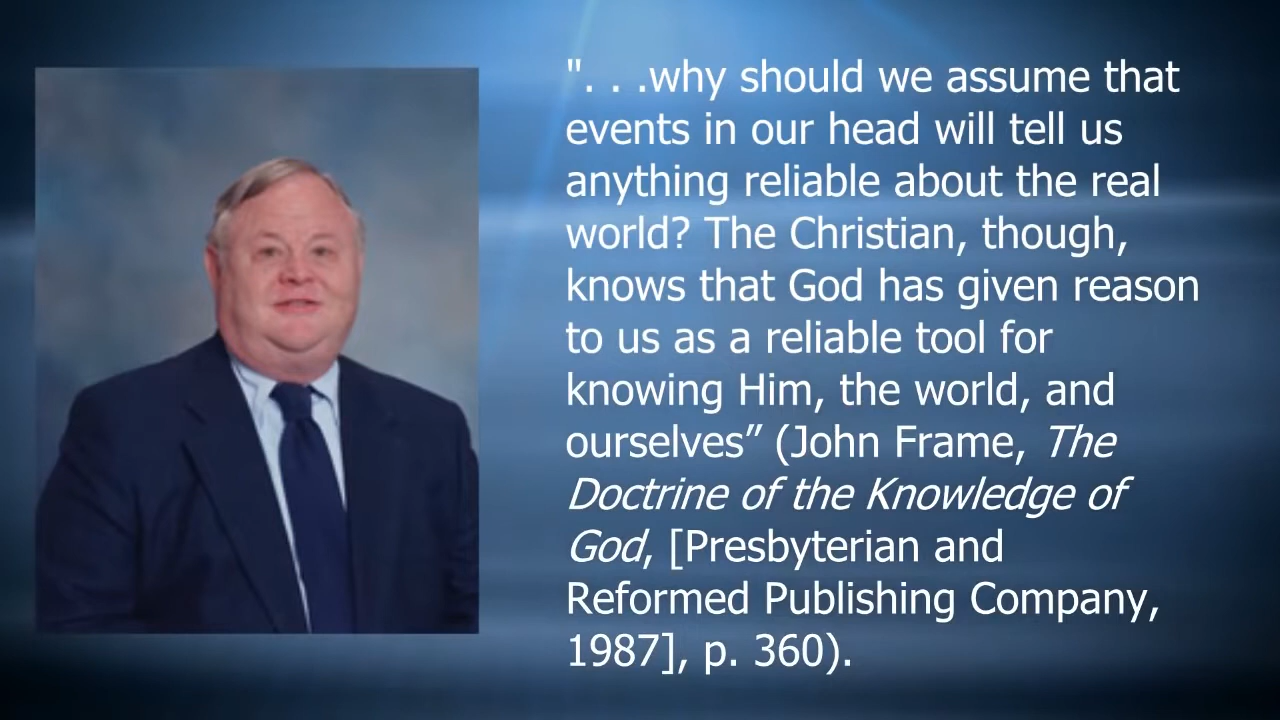 ". . .why should we assume that
events in our head will tell us
anything reliable about the real
world? The Christian, though,
knows that God has given reason
to us as a reliable tool for
knowing Him, the world, and
ourselves” (John Frame, The
Doctrine of the Knowledge of
God, [Presbyterian and
Reformed Publishing Company,
1987], p. 360).